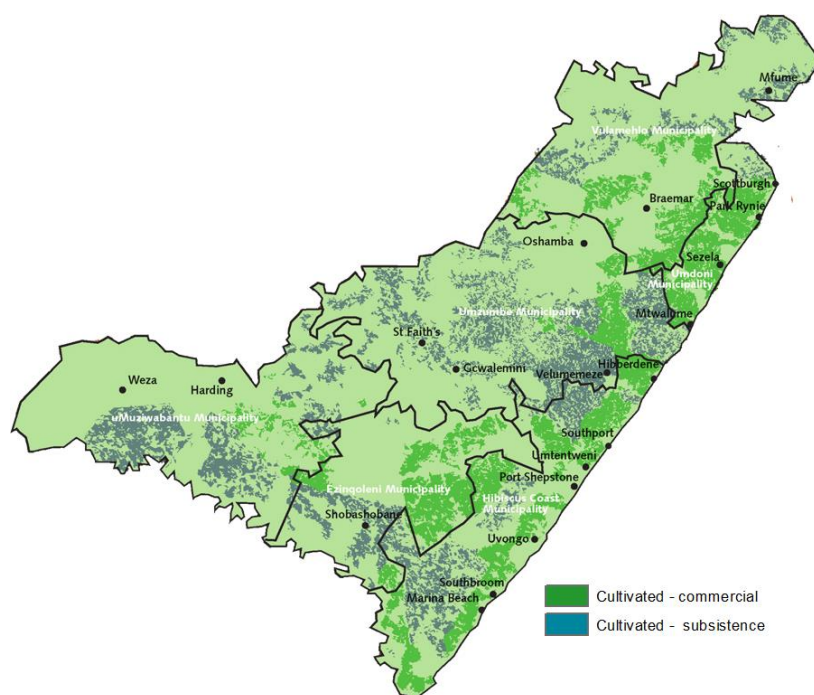 Mfume
Vulamehlo Municipality
Scottburgh
Park Rynie
Braemar
Oshamba
Sezela
Umdoni
Municipality
Umzumbe Municipality
Mtwalume
St Faith's
Gcwalemini
Velumemeze
Hibberdene
Weza
Harding
uMuziwabantu Municipality
Southport
Umtentweni
Port Shepstone
Ezinqoleni Municipality
Hibiscus Coast
Municipality
Shobashobane
Uvongo
Southbroom
Marina Beach
Cultivated - commercial
Cultivated - subsistence